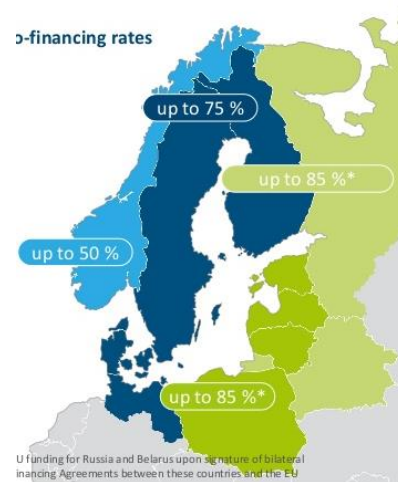 o-financing rates
up to 75 %
up to 85 %*
up to 50 %
up to 85 %*
U funding for Russia and Belarus upon signature of bilateral
inancing Agreements between these countries and the EU